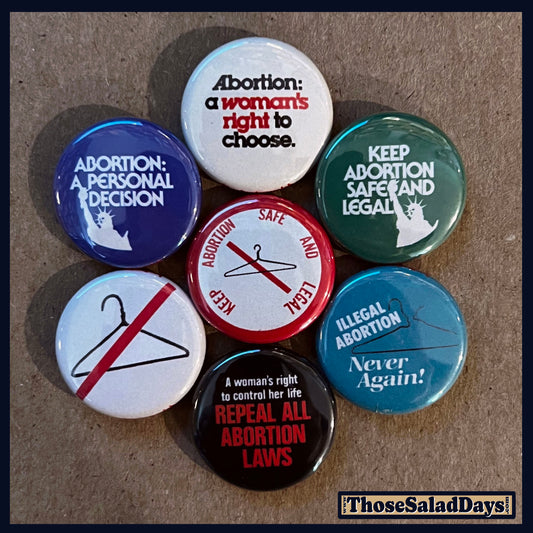 Abortion:
a woman's
right to
choose.
ABORTION:
A PERSONAL
DECISION
KEEP
ABORTION
SAFE AND
LEGAL
KEEP ABORTION SAFE AND LEGAL
ILLEGAL
ABORTION
Never
Again!
A woman's right
to control her life
REPEAL ALL
ABORTION
LAWS
ThoseSaladDays